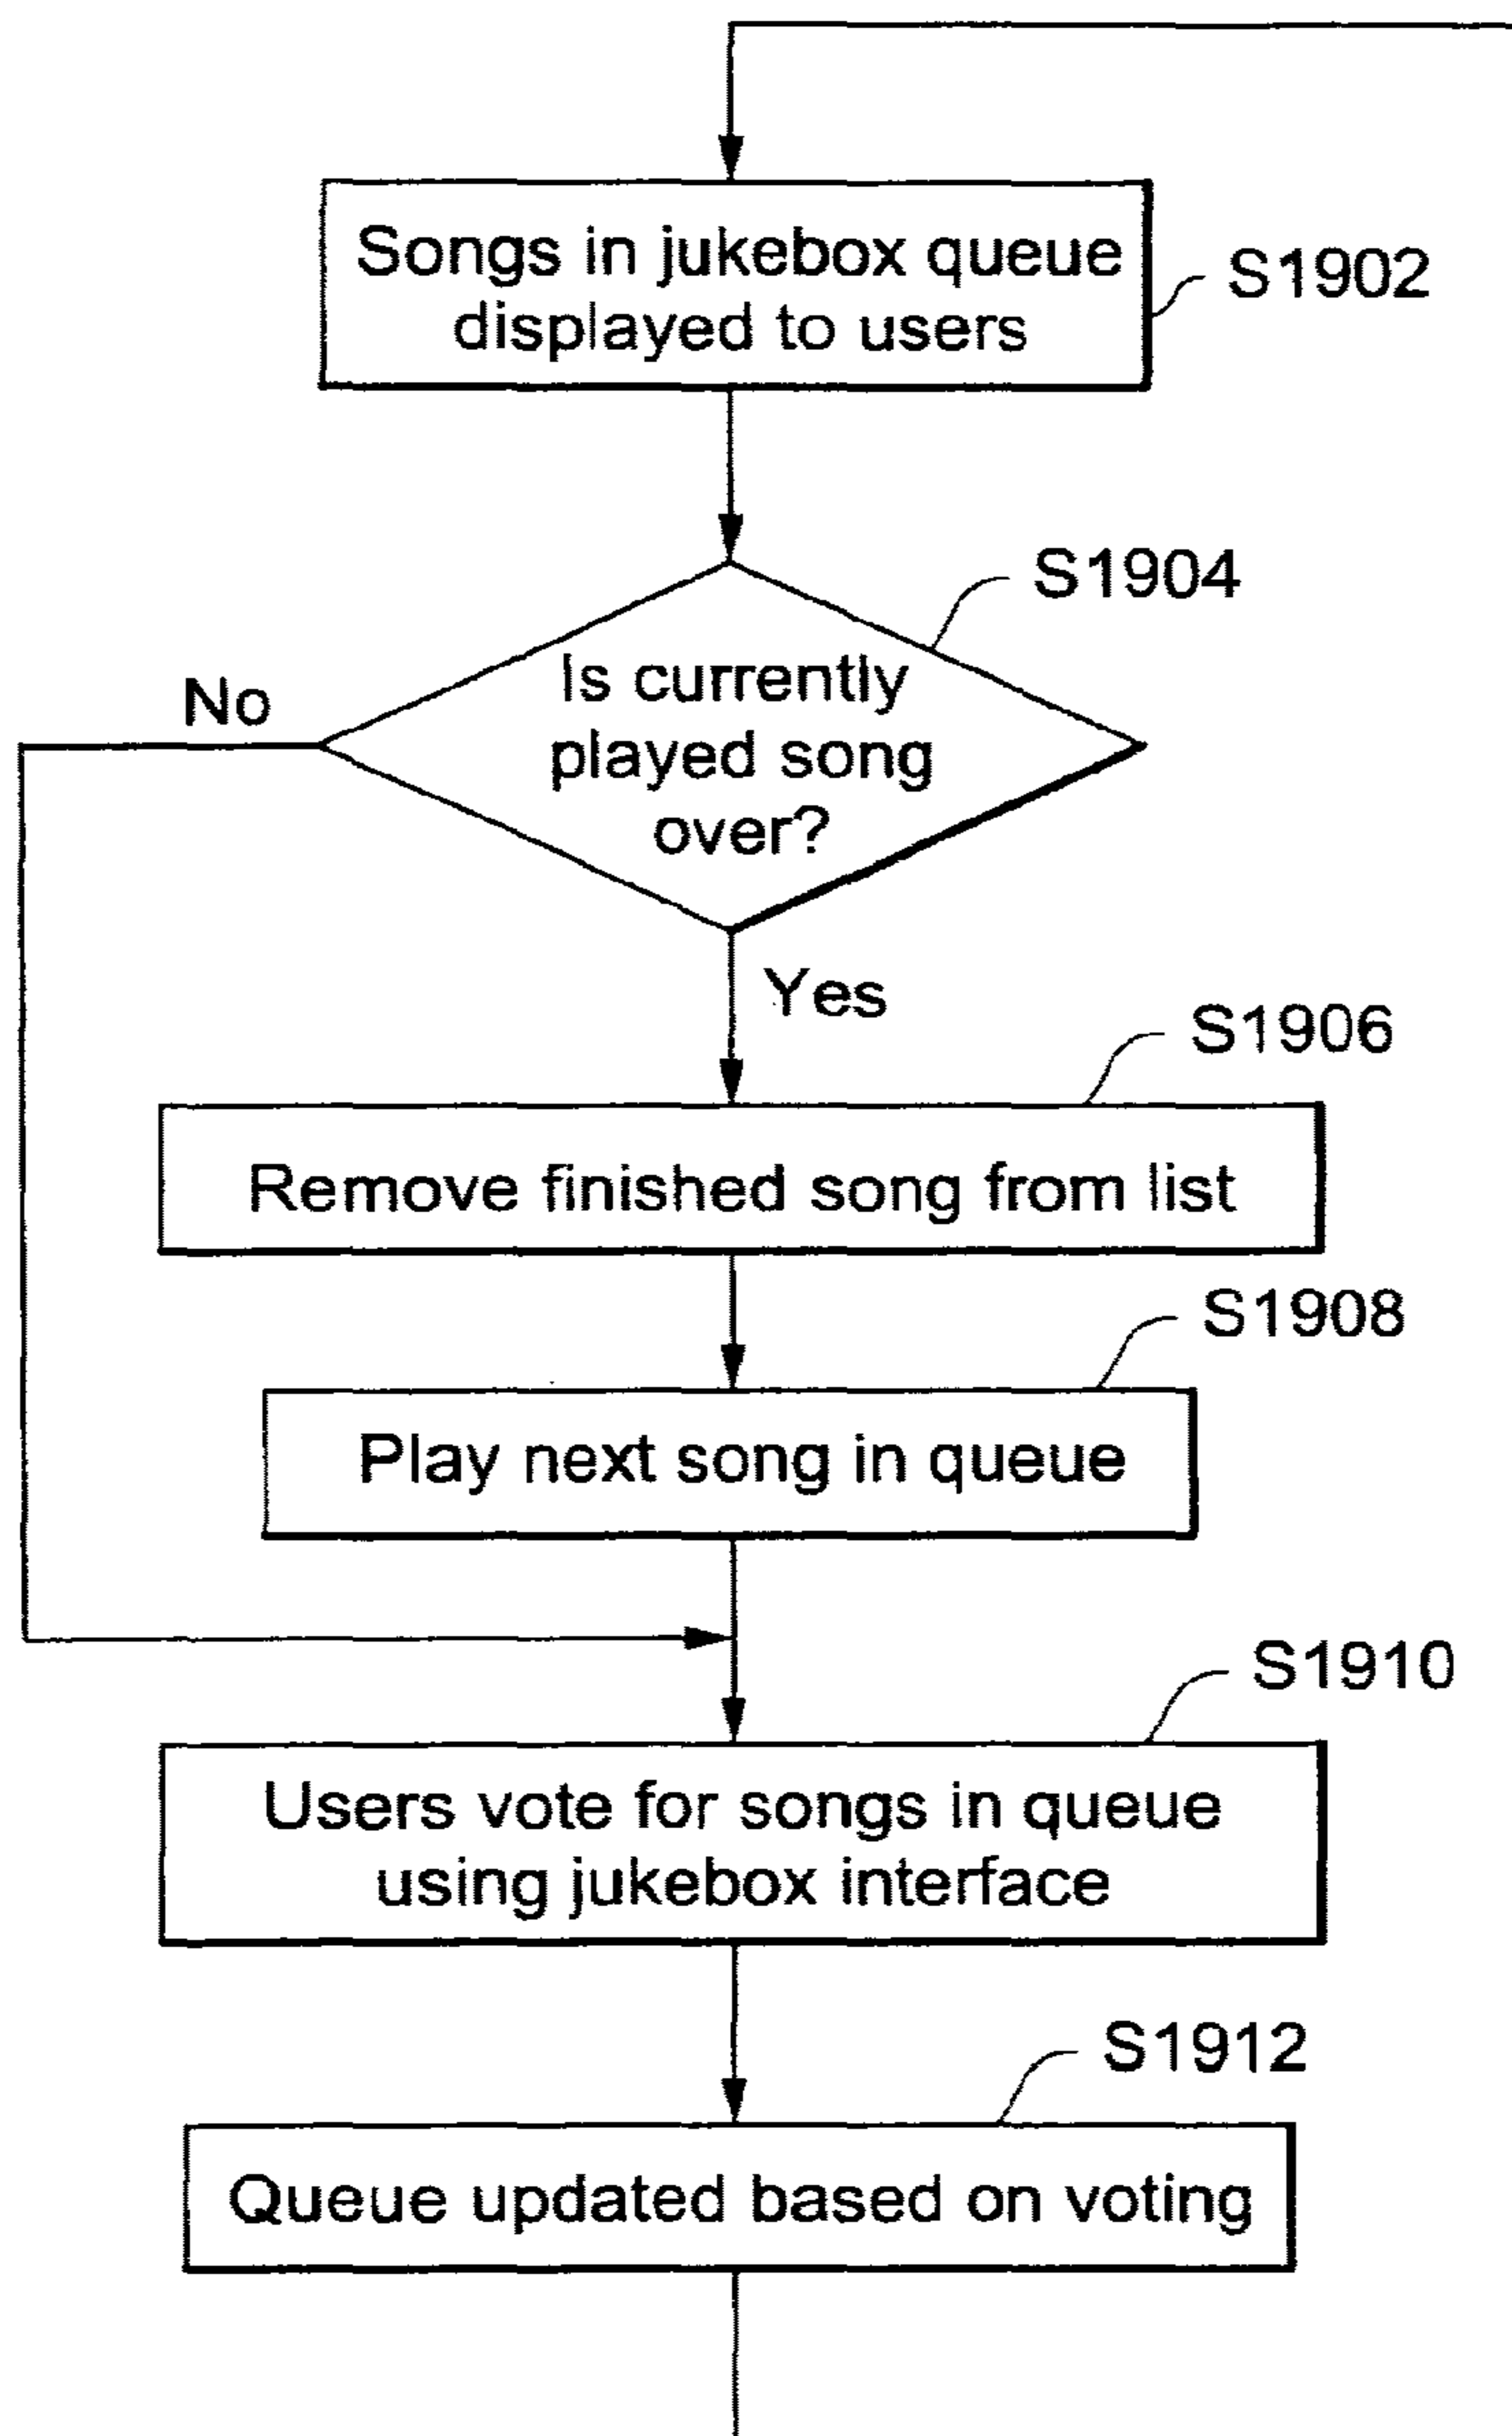 Songs in jukebox queue
displayed to users
S1902
S1904
Is currently
played song
over?
No
Yes
S1906
Remove finished song from list
S1908
Play next song in queue
S1910
Users vote for songs in queue
using jukebox interface
S1912
Queue updated based on voting